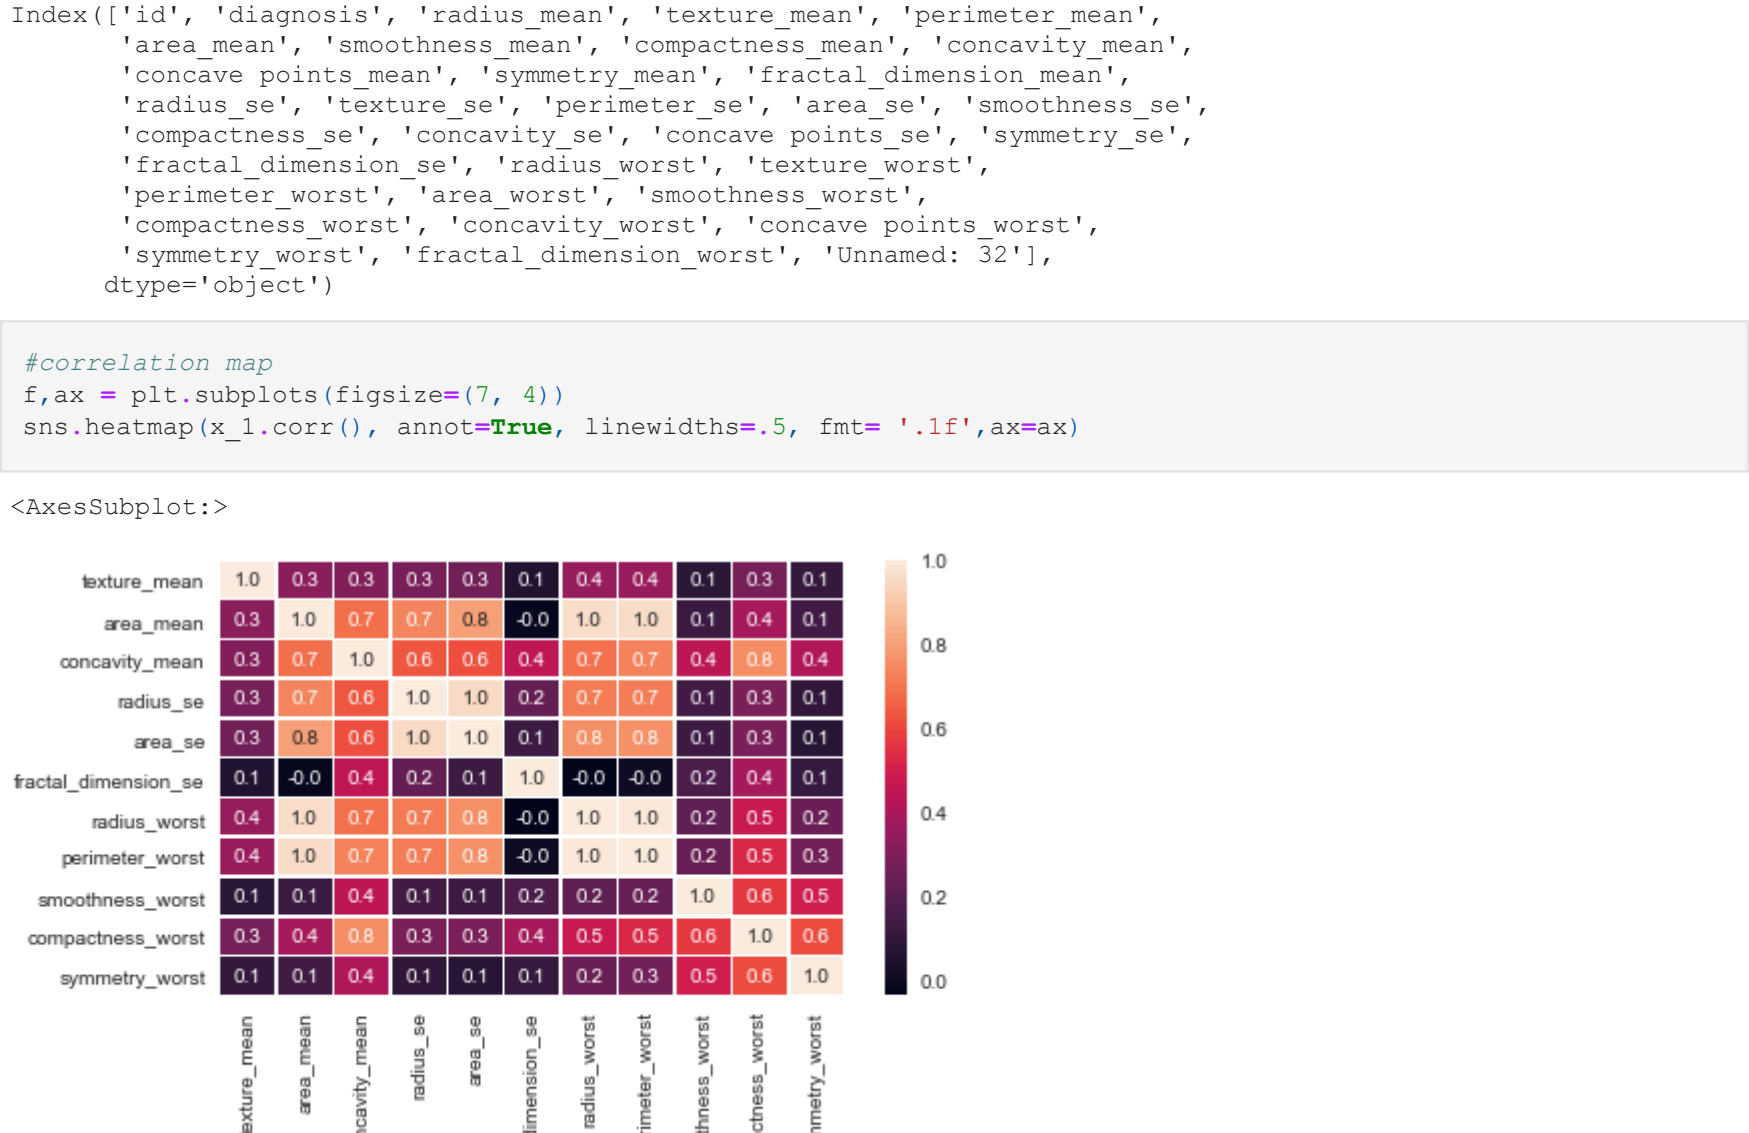 Index(['id', 'diagnosis', 'radius_mean', 'texture_mean', 'perimeter_mean',
'area_mean', 'smoothness_mean', 'compactness_mean', 'concavity_mean',
'concave points_mean', 'symmetry_mean', 'fractal_dimension_mean',
'radius_se', 'texture_se', 'perimeter_se', 'area_se', 'smoothness_se',
'compactness_se', 'concavity_se', 'concave points_se', 'symmetry_se',
'fractal_dimension_se', 'radius_worst', 'texture_worst',
'perimeter_worst', 'area_worst', 'smoothness_worst',
'compactness_worst', 'concavity_worst', 'concave points_worst',
'symmetry_worst', 'fractal_dimension_worst', 'Unnamed: 32'],
dtype='object')
#correlation map
f,ax = plt.subplots(figsize=(7, 4))
sns.heatmap(x_1.corr(), annot=True, linewidths=.5, fmt= '.1f',ax=ax)
<AxesSubplot:>
texture_mean 1.0 0.3 0.3 0.3 0.3 0.1 0.4 0.4 0.1 0.3 0.1
area_mean 0.3 1.0 0.7 0.7 0.8 -0.0 1.0 1.0 0.1 0.4 0.1
concavity_mean 0.3 0.7 1.0 0.6 0.6 0.4 0.7 0.7 0.4 0.8 0.4
radius_se 0.3 0.7 0.6 1.0 1.0 0.2 0.7 0.7 0.1 0.3 0.1
area_se 0.3 0.8 0.6 1.0 1.0 0.1 0.8 0.8 0.1 0.3 0.1
fractal_dimension_se 0.1 -0.0 0.4 0.2 0.1 1.0 -0.0 -0.0 0.2 0.4 0.1
radius_worst 0.4 1.0 0.7 0.7 0.8 -0.0 1.0 1.0 0.2 0.5 0.2
perimeter_worst 0.4 1.0 0.7 0.7 0.8 -0.0 1.0 1.0 0.2 0.5 0.3
smoothness_worst 0.1 0.1 0.4 0.1 0.1 0.2 0.2 0.2 1.0 0.6 0.5
compactness_worst 0.3 0.4 0.8 0.3 0.3 0.4 0.5 0.5 0.6 1.0 0.6
symmetry_worst 0.1 0.1 0.4 0.1 0.1 0.1 0.2 0.3 0.5 0.6 1.0
1.0
0.8
0.6
0.4
0.2
0.0
exture_mean
area_mean
ncavity_mean
radius_se
area_se
dimension_se
radius_worst
rimeter_worst
thness_worst
ctness_worst
mmetry_worst